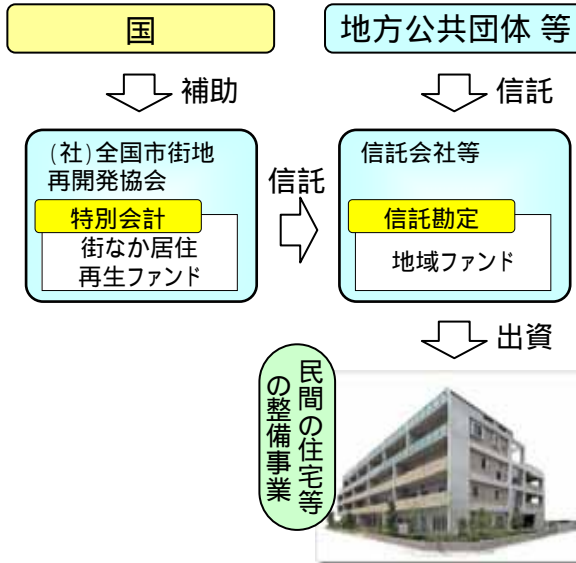 国
地方公共団体 等
補助
信託
(社)全国市街地
再開発協会
特別会計
街なか居住
再生ファンド
信託
信託会社等
信託勘定
地域ファンド
出資
民間の住宅等
の整備事業